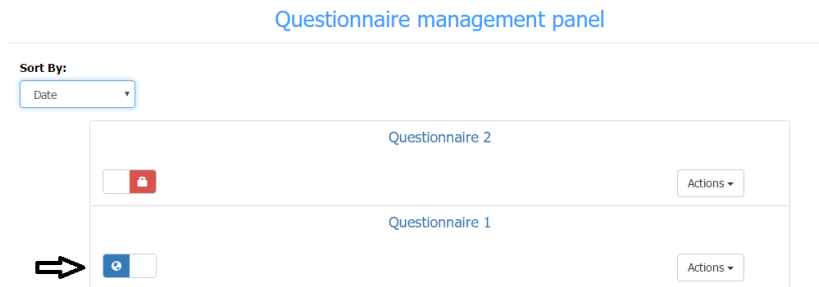 Questionnaire management panel
Sort By:
Date
Questionnaire 2
Actions
Questionnaire 1
Actions